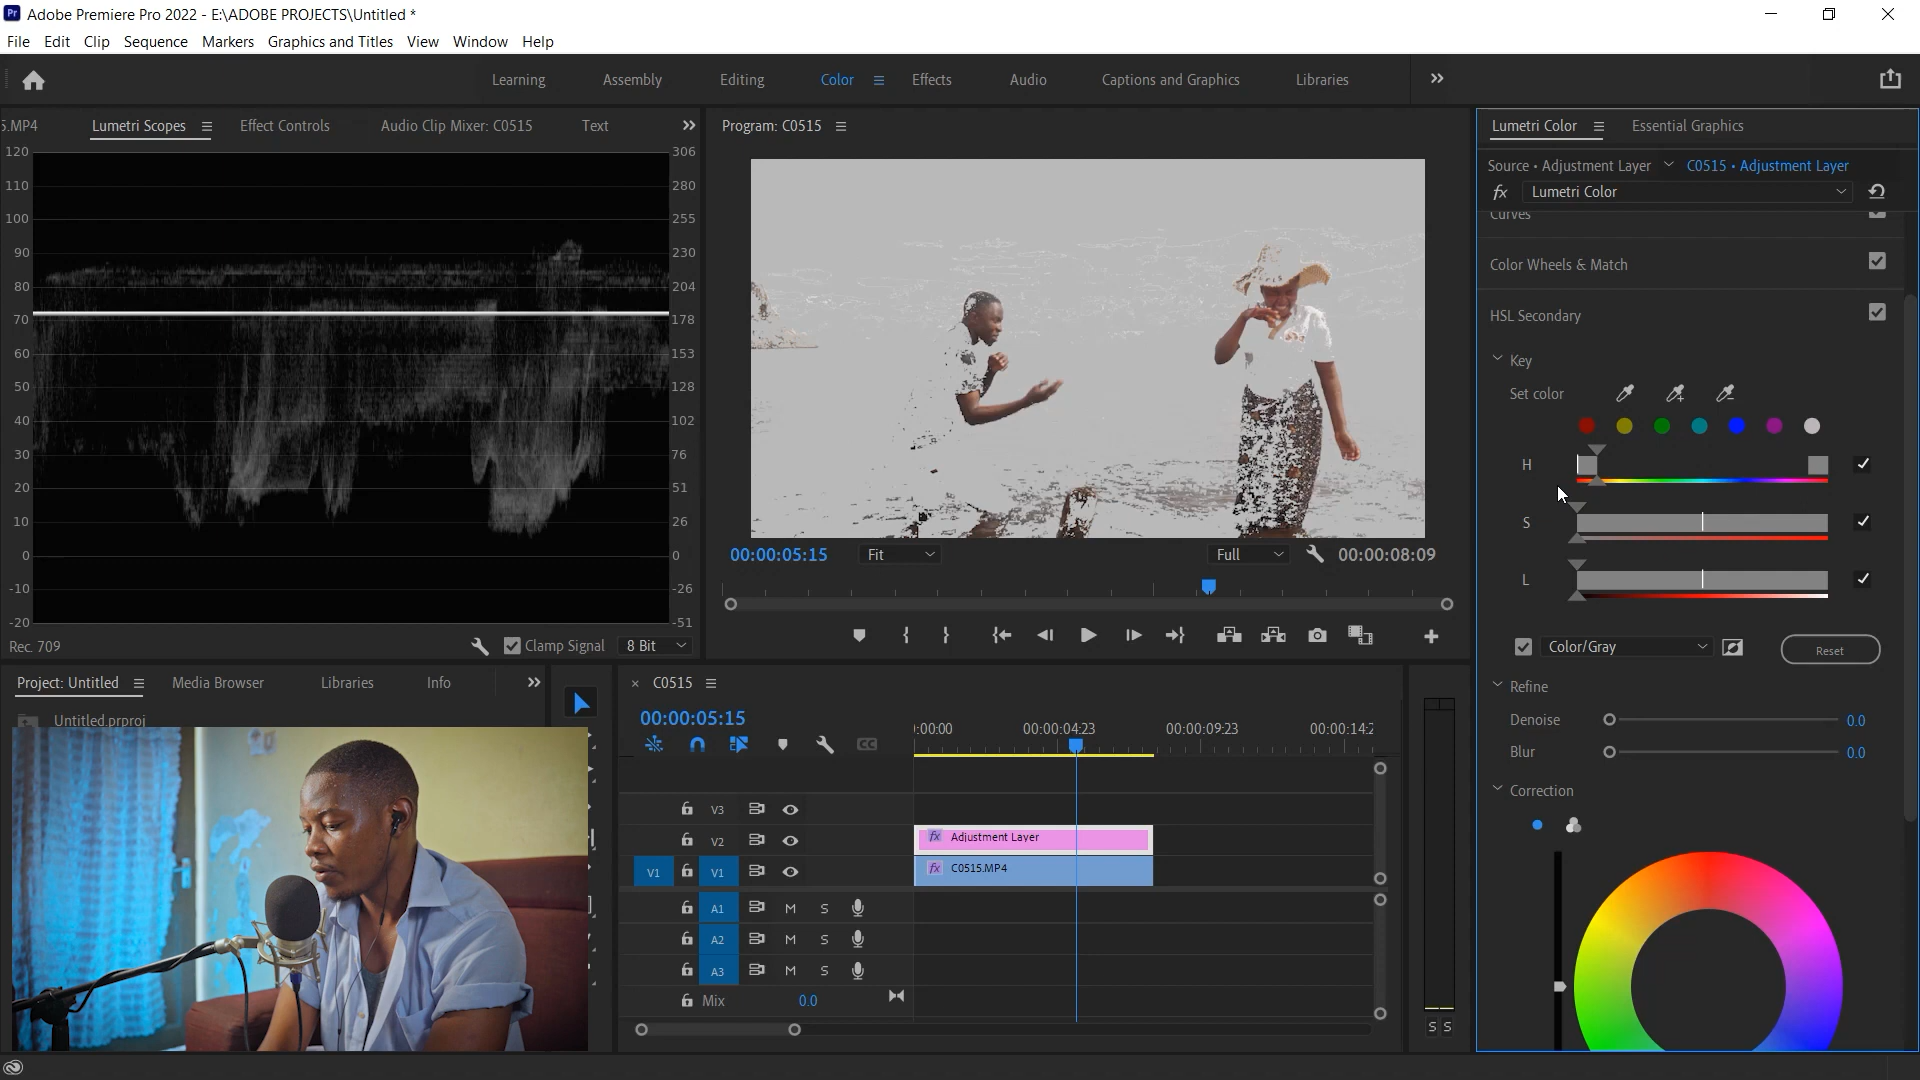 Pr Adobe Premiere Pro 2022 - E:\ADOBE PROJECTS\Untitled *
File Edit Clip Sequence Markers Graphics and Titles View Window Help
Learning Assembly Editing Color Effects Audio Captions and Graphics Libraries
5.MP4 Lumetri Scopes Effect Controls Audio Clip Mixer: C0515 Text
120 306
110 280
100 255
90 230
80 204
70 178
60 153
50 128
40 102
30 76
20 51
10 26
0 0
-10 -26
-20 -51
Rec. 709 Clamp Signal 8 Bit
Program: C0515
00:00:05:15 Fit Full 00:00:08:09
Lumetri Color Essential Graphics
Source • Adjustment Layer C0515 • Adjustment Layer
fx Lumetri Color
Curves
Color Wheels & Match
HSL Secondary
Key
Set color
H
S
L
Color/Gray Reset
Refine
Denoise 0.0
Blur 0.0
Correction
Project: Untitled Media Browser Libraries Info
Untitled.prproj
× C0515
00:00:05:15
:00:00 00:00:04:23 00:00:09:23 00:00:14:2
CC
V3
V2 fx Adjustment Layer
V1 V1 fx C0515.MP4
A1 M S
A2 M S
A3 M S
Mix 0.0
S S